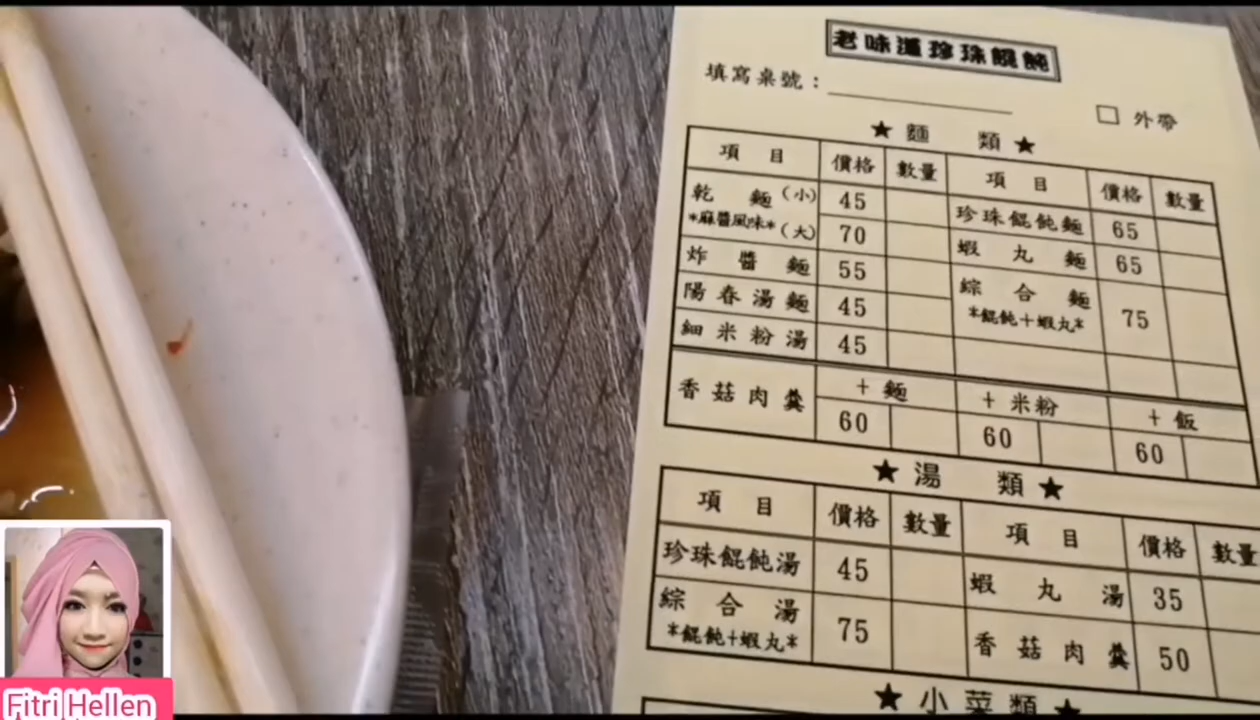 老味道珍珠餛飩
填寫桌號：
外帶
★ 麵 類 ★
項目 價格 數量 項目 價格 數量
乾麵(小) 45 珍珠餛飩麵 65
*麻醬風味*(大) 70 蝦丸麵 65
炸醬麵 55 綜合麵 75
*餛飩+蝦丸*
陽春湯麵 45
細米粉湯 45
香菇肉羹 +麵 +米粉 +飯
60 60 60
★ 湯 類 ★
項目 價格 數量 項目 價格 數量
珍珠餛飩湯 45 蝦丸湯 35
綜合湯 75 香菇肉羹 50
*餛飩+蝦丸*
★ 小菜類 ★
Fitri Hellen